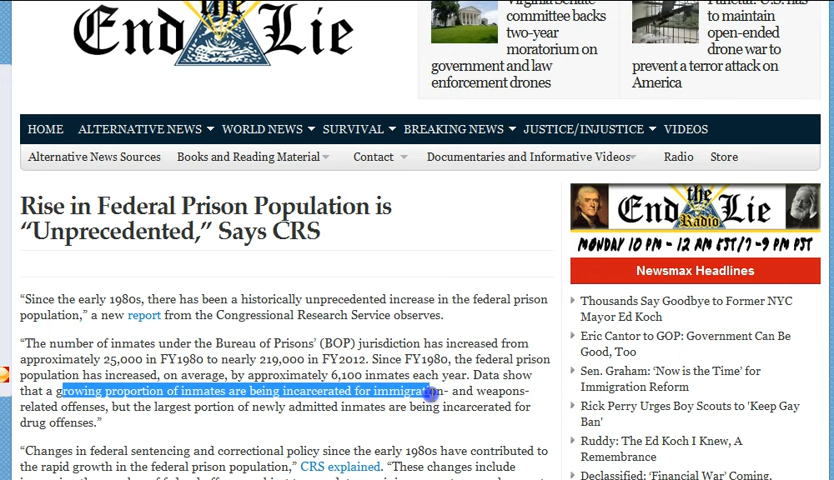 the
End Lie
Virginia Senate
committee backs
two-year
moratorium on
government and law
enforcement drones
to maintain
open-ended
drone war to
prevent a terror attack on
America
HOME ALTERNATIVE NEWS WORLD NEWS SURVIVAL BREAKING NEWS JUSTICE/INJUSTICE VIDEOS
Alternative News Sources Books and Reading Material Contact Documentaries and Informative Videos Radio Store
Rise in Federal Prison Population is
“Unprecedented,” Says CRS
“Since the early 1980s, there has been a historically unprecedented increase in the federal prison
population,” a new report from the Congressional Research Service observes.
“The number of inmates under the Bureau of Prisons’ (BOP) jurisdiction has increased from
approximately 25,000 in FY1980 to nearly 219,000 in FY2012. Since FY1980, the federal prison
population has increased, on average, by approximately 6,100 inmates each year. Data show
that a growing proportion of inmates are being incarcerated for immigration- and weapons-
related offenses, but the largest portion of newly admitted inmates are being incarcerated for
drug offenses.”
“Changes in federal sentencing and correctional policy since the early 1980s have contributed to
the rapid growth in the federal prison population,” CRS explained. “These changes include
the
End Lie
Radio
MONDAY 10 PM - 12 AM EST/7 -9 PM PST
Newsmax Headlines
Thousands Say Goodbye to Former NYC
Mayor Ed Koch
Eric Cantor to GOP: Government Can Be
Good, Too
Sen. Graham: ‘Now is the Time’ for
Immigration Reform
Rick Perry Urges Boy Scouts to 'Keep Gay
Ban'
Ruddy: The Ed Koch I Knew, A
Remembrance
Declassified: ‘Financial War’ Coming,